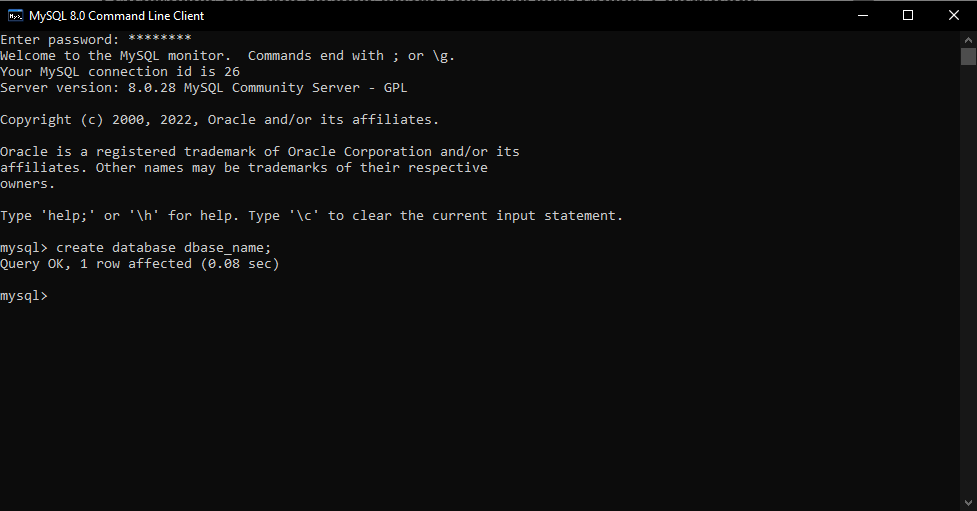 MySQL 8.0 Command Line Client
Enter password: ********
Welcome to the MySQL monitor.  Commands end with ; or \g.
Your MySQL connection id is 26
Server version: 8.0.28 MySQL Community Server - GPL
Copyright (c) 2000, 2022, Oracle and/or its affiliates.
Oracle is a registered trademark of Oracle Corporation and/or its
affiliates. Other names may be trademarks of their respective
owners.
Type 'help;' or '\h' for help. Type '\c' to clear the current input statement.
mysql> create database dbase_name;
Query OK, 1 row affected (0.08 sec)
mysql>